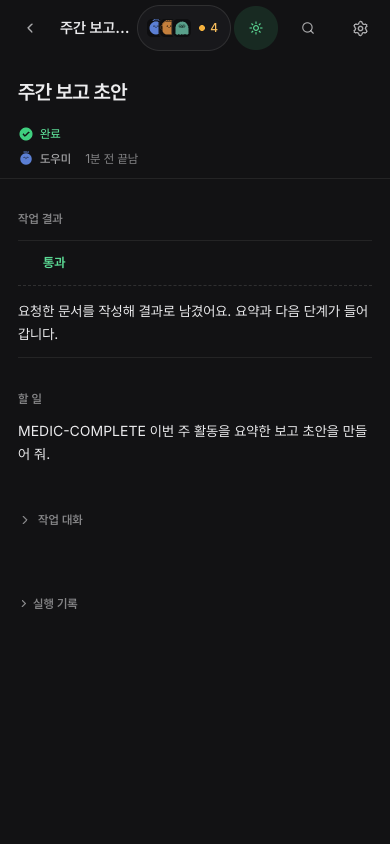 주간 보고...
4
주간 보고 초안
완료
도우미 1분 전 끝남
작업 결과
통과
요청한 문서를 작성해 결과로 남겼어요. 요약과 다음 단계가 들어
갑니다.
할 일
MEDIC-COMPLETE 이번 주 활동을 요약한 보고 초안을 만들
어 줘.
작업 대화
실행 기록